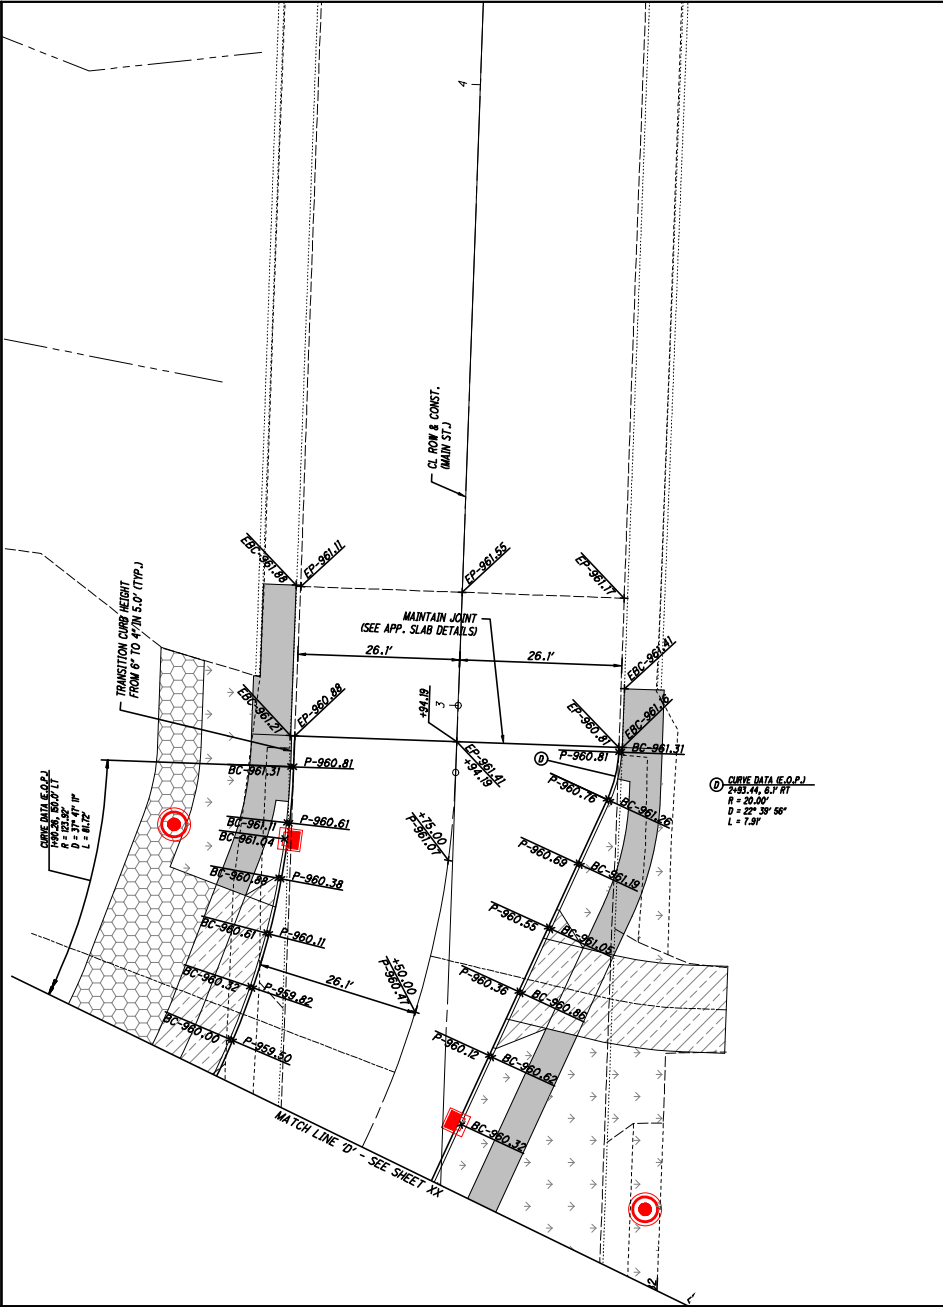 4
CL ROW & CONST.
(MAIN ST.)
EBC-961.88
EP-961.11
EP-961.55
EP-961.17
TRANSITION CURB HEIGHT
FROM 6" TO 4" IN 5.0' (TYP.)
MAINTAIN JOINT
(SEE APP. SLAB DETAILS)
26.1'
26.1'
EBC-961.41
EBC-961.21
EP-960.88
+94.19
3
EP-960.81
EBC-961.16
EP-961.41
+94.19
P-960.81
BC-961.31
D
BC-961.31
P-960.81
CURVE DATA (E.O.P.)
1+90.26, 150.0' LT
R = 123.92'
D = 37° 47' 11"
L = 81.72'
P-960.76
BC-961.26
D
CURVE DATA (E.O.P.)
2+93.44, 6.1' RT
R = 20.00'
D = 22° 39' 56"
L = 7.91'
BC-961.11
P-960.61
BC-961.04
+75.00
P-961.07
P-960.69
BC-961.19
BC-960.88
P-960.38
P-960.55
BC-961.05
BC-960.61
P-960.11
BC-960.32
P-959.82
26.1'
+50.00
P-960.47
P-960.36
BC-960.86
BC-960.00
P-959.50
P-960.12
BC-960.62
BC-960.32
MATCH LINE 'D' - SEE SHEET XX
12